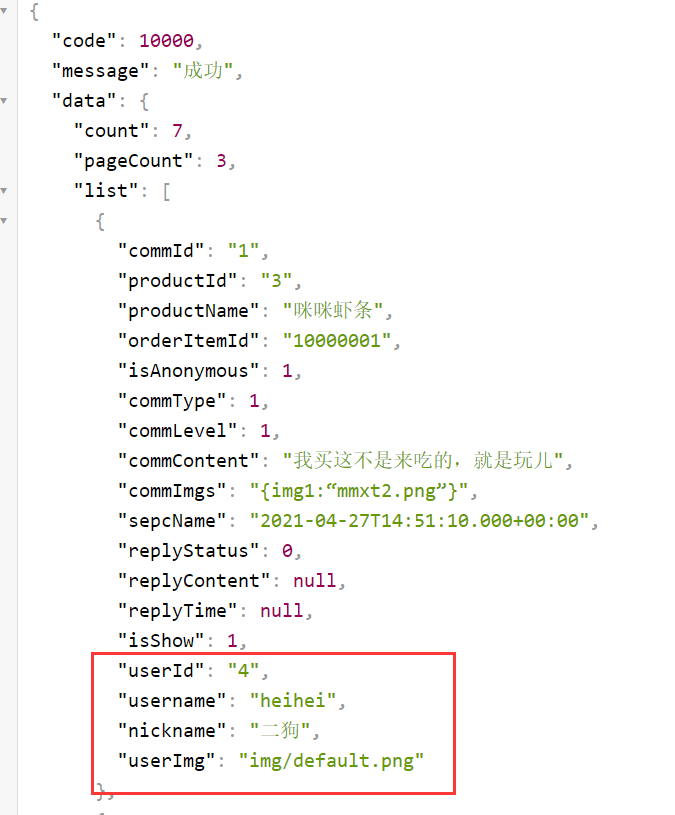 {
"code": 10000,
"message": "成功",
"data": {
"count": 7,
"pageCount": 3,
"list": [
{
"commId": "1",
"productId": "3",
"productName": "咪咪虾条",
"orderItemId": "10000001",
"isAnonymous": 1,
"commType": 1,
"commLevel": 1,
"commContent": "我买这不是来吃的，就是玩儿",
"commImgs": "{img1:“mmxt2.png”}",
"sepcName": "2021-04-27T14:51:10.000+00:00",
"replyStatus": 0,
"replyContent": null,
"replyTime": null,
"isShow": 1,
"userId": "4",
"username": "heihei",
"nickname": "二狗",
"userImg": "img/default.png"
},
{